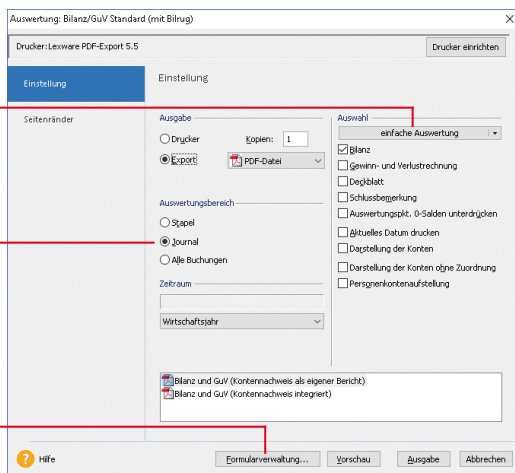 Auswertung: Bilanz/GuV Standard (mit Bilrug)
Drucker: Lexware PDF-Export 5.5
Drucker einrichten
Einstellung
Seitenränder
Einstellung
Ausgabe
Drucker
Kopien: 1
Export
PDF-Datei
Auswertungsbereich
Stapel
Journal
Alle Buchungen
Zeitraum
Wirtschaftsjahr
Auswahl
einfache Auswertung
Bilanz
Gewinn- und Verlustrechnung
Deckblatt
Schlussbemerkung
Auswertungspkt. 0-Salden unterdrücken
Aktuelles Datum drucken
Darstellung der Konten
Darstellung der Konten ohne Zuordnung
Personenkontenaufstellung
Bilanz und GuV (Kontennachweis als eigener Bericht)
Bilanz und GuV (Kontennachweis integriert)
? Hilfe
Formularverwaltung...
Vorschau
Ausgabe
Abbrechen